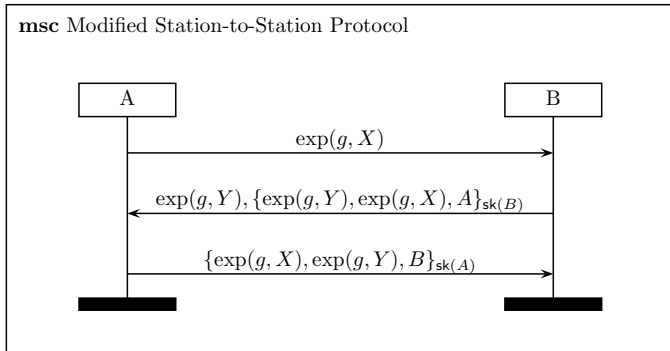 msc Modified Station-to-Station Protocol
A
B
exp(g, X)
exp(g, Y), {exp(g, Y), exp(g, X), A}sk(B)
{exp(g, X), exp(g, Y), B}sk(A)